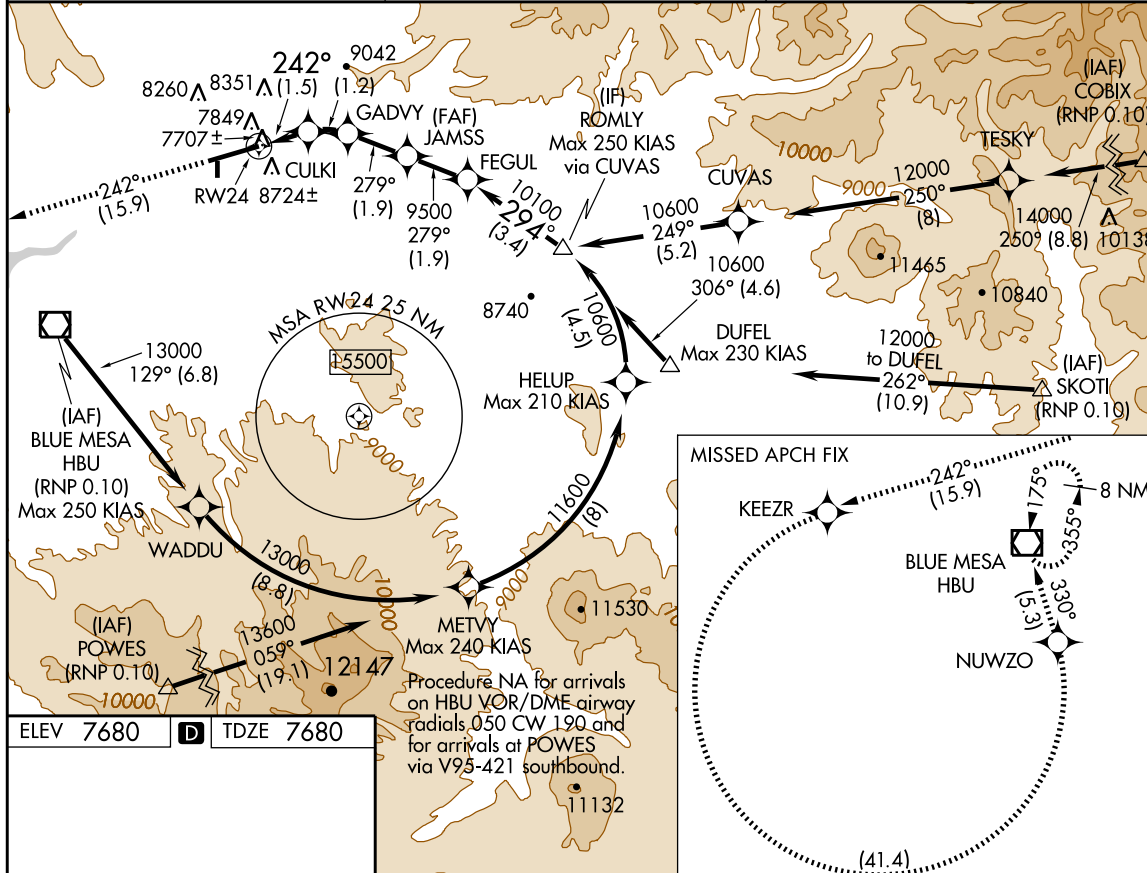 242°
(1.5)
9042
(1.2)
8260
8351
7849
7707 ±
GADVY
(FAF)
JAMSS
FEGUL
CULKI
RW24
8724±
242°
(15.9)
279°
(1.9)
9500
279°
(1.9)
10100
294°
(3.4)
(IF)
ROMLY
Max 250 KIAS
via CUVAS
CUVAS
10600
249°
(5.2)
10000
9000
12000
250°
(8)
TESKY
(IAF)
COBIX
(RNP 0.10)
14000
250° (8.8)
10138
11465
10840
10600
306° (4.6)
8740
10600
(4.5)
DUFEL
Max 230 KIAS
12000
to DUFEL
262°
(10.9)
(IAF)
SKOTI
(RNP 0.10)
HELUP
Max 210 KIAS
MSA RW24 25 NM
15500
9000
13000
129° (6.8)
(IAF)
BLUE MESA
HBU
(RNP 0.10)
Max 250 KIAS
WADDU
13000
(8.8)
11600
(8)
10000
9000
METVY
Max 240 KIAS
11530
(IAF)
POWES
(RNP 0.10)
10000
13600
059°
(19.1)
12147
Procedure NA for arrivals
on HBU VOR/DME airway
radials 050 CW 190 and
for arrivals at POWES
via V95-421 southbound.
11132
ELEV 7680
D
TDZE 7680
MISSED APCH FIX
242°
(15.9)
KEEZR
175°
355°
8 NM
BLUE MESA
HBU
330°
(5.3)
NUWZO
(41.4)